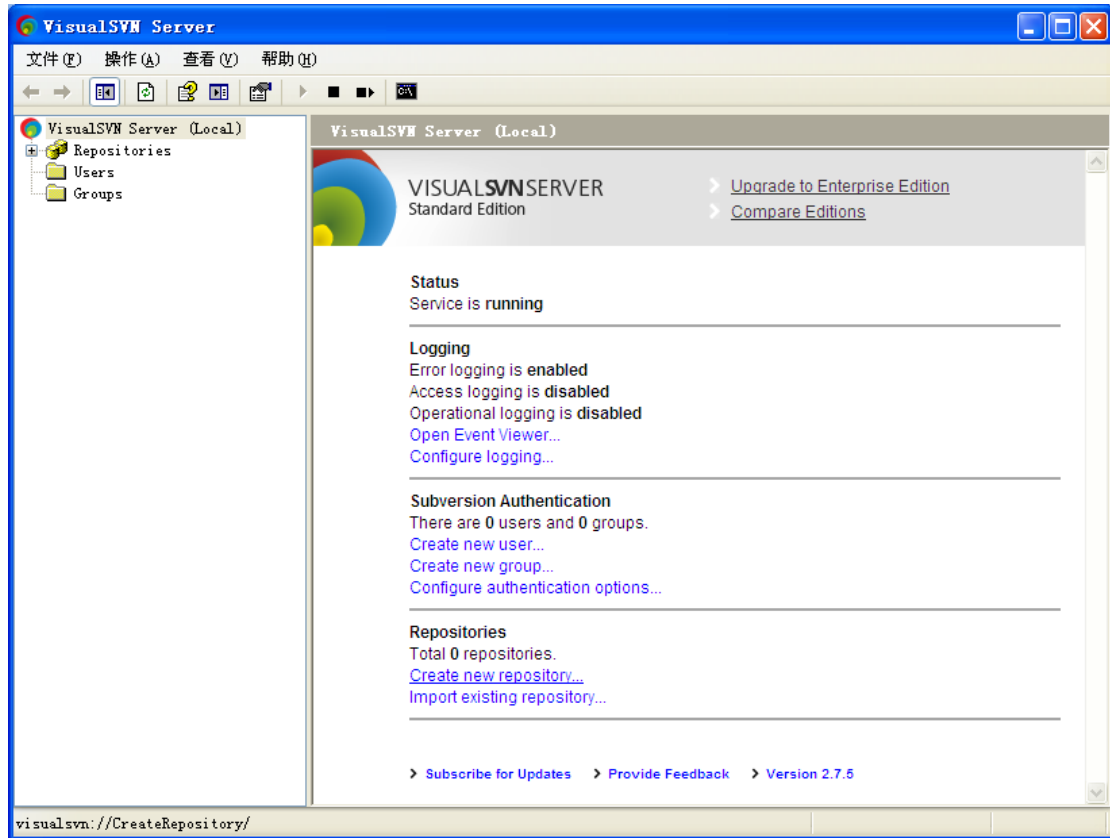 VisualSVN Server
文件(F) 操作(A) 查看(V) 帮助(H)
VisualSVN Server (Local)
Repositories
Users
Groups
VisualSVN Server (Local)
VISUALSVNSERVER
Standard Edition
Upgrade to Enterprise Edition
Compare Editions
Status
Service is running
Logging
Error logging is enabled
Access logging is disabled
Operational logging is disabled
Open Event Viewer...
Configure logging...
Subversion Authentication
There are 0 users and 0 groups.
Create new user...
Create new group...
Configure authentication options...
Repositories
Total 0 repositories.
Create new repository...
Import existing repository...
Subscribe for Updates Provide Feedback Version 2.7.5
visualsvn://CreateRepository/